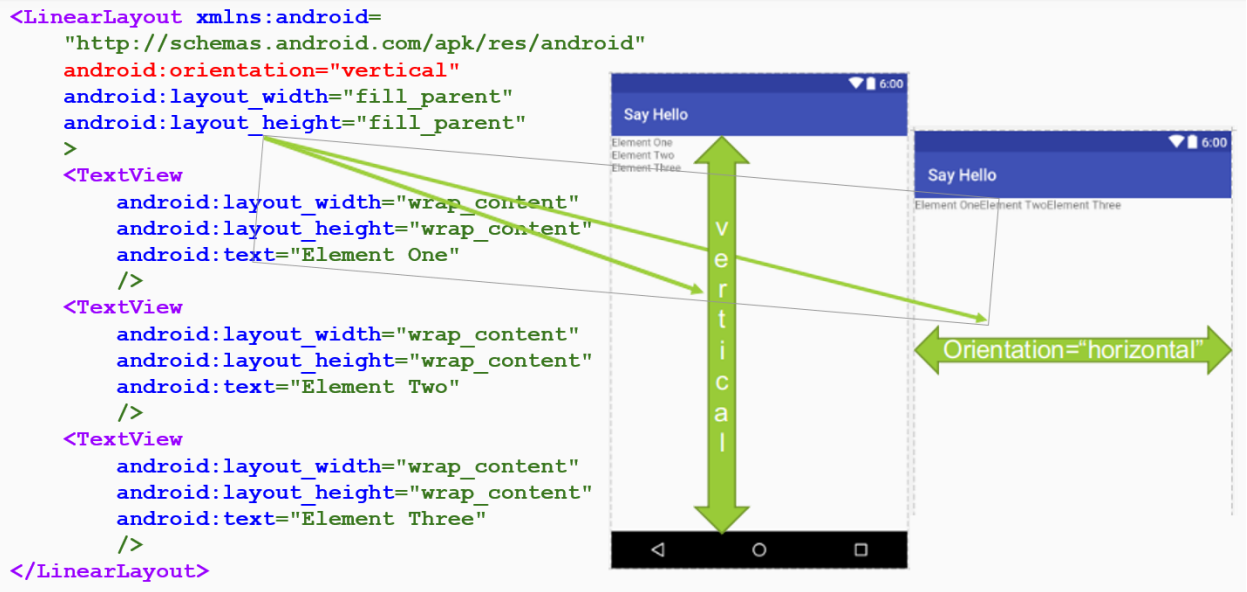 <LinearLayout xmlns:android=
"http://schemas.android.com/apk/res/android"
android:orientation="vertical"
android:layout_width="fill_parent"
android:layout_height="fill_parent"
>
<TextView
android:layout_width="wrap_content"
android:layout_height="wrap_content"
android:text="Element One"
/>
<TextView
android:layout_width="wrap_content"
android:layout_height="wrap_content"
android:text="Element Two"
/>
<TextView
android:layout_width="wrap_content"
android:layout_height="wrap_content"
android:text="Element Three"
/>
</LinearLayout>
6:00
Say Hello
Element One
Element Two
Element Three
vertical
6:00
Say Hello
Element OneElement TwoElement Three
Orientation=“horizontal”